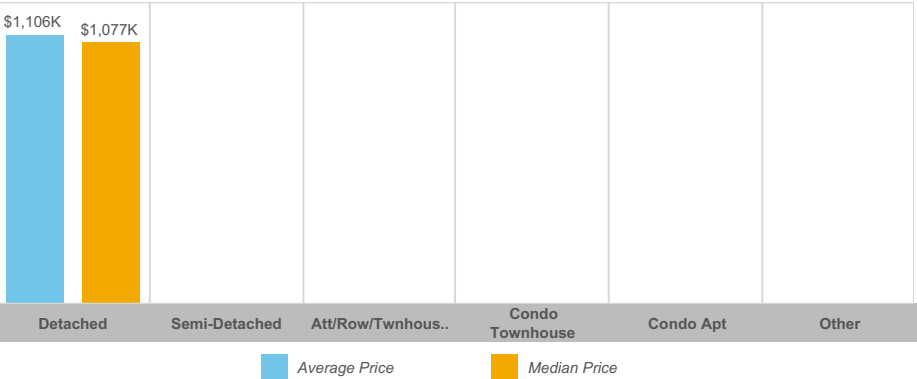 $1,106K
$1,077K
Detached
Semi-Detached
Att/Row/Twnhous..
Condo
Townhouse
Condo Apt
Other
Average Price
Median Price